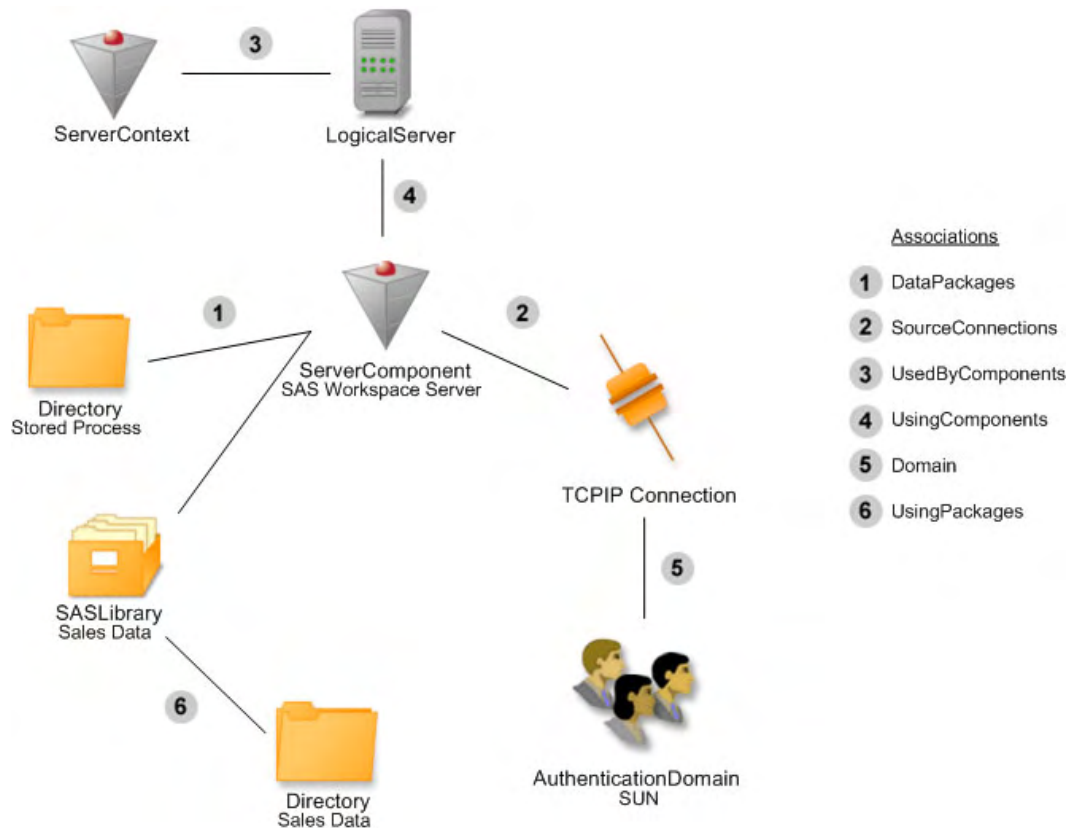 3
ServerContext
LogicalServer
4
Associations
1 DataPackages
2 SourceConnections
3 UsedByComponents
4 UsingComponents
5 Domain
6 UsingPackages
1
2
ServerComponent
SAS Workspace Server
Directory
Stored Process
TCPIP Connection
5
SASLibrary
Sales Data
6
AuthenticationDomain
SUN
Directory
Sales Data